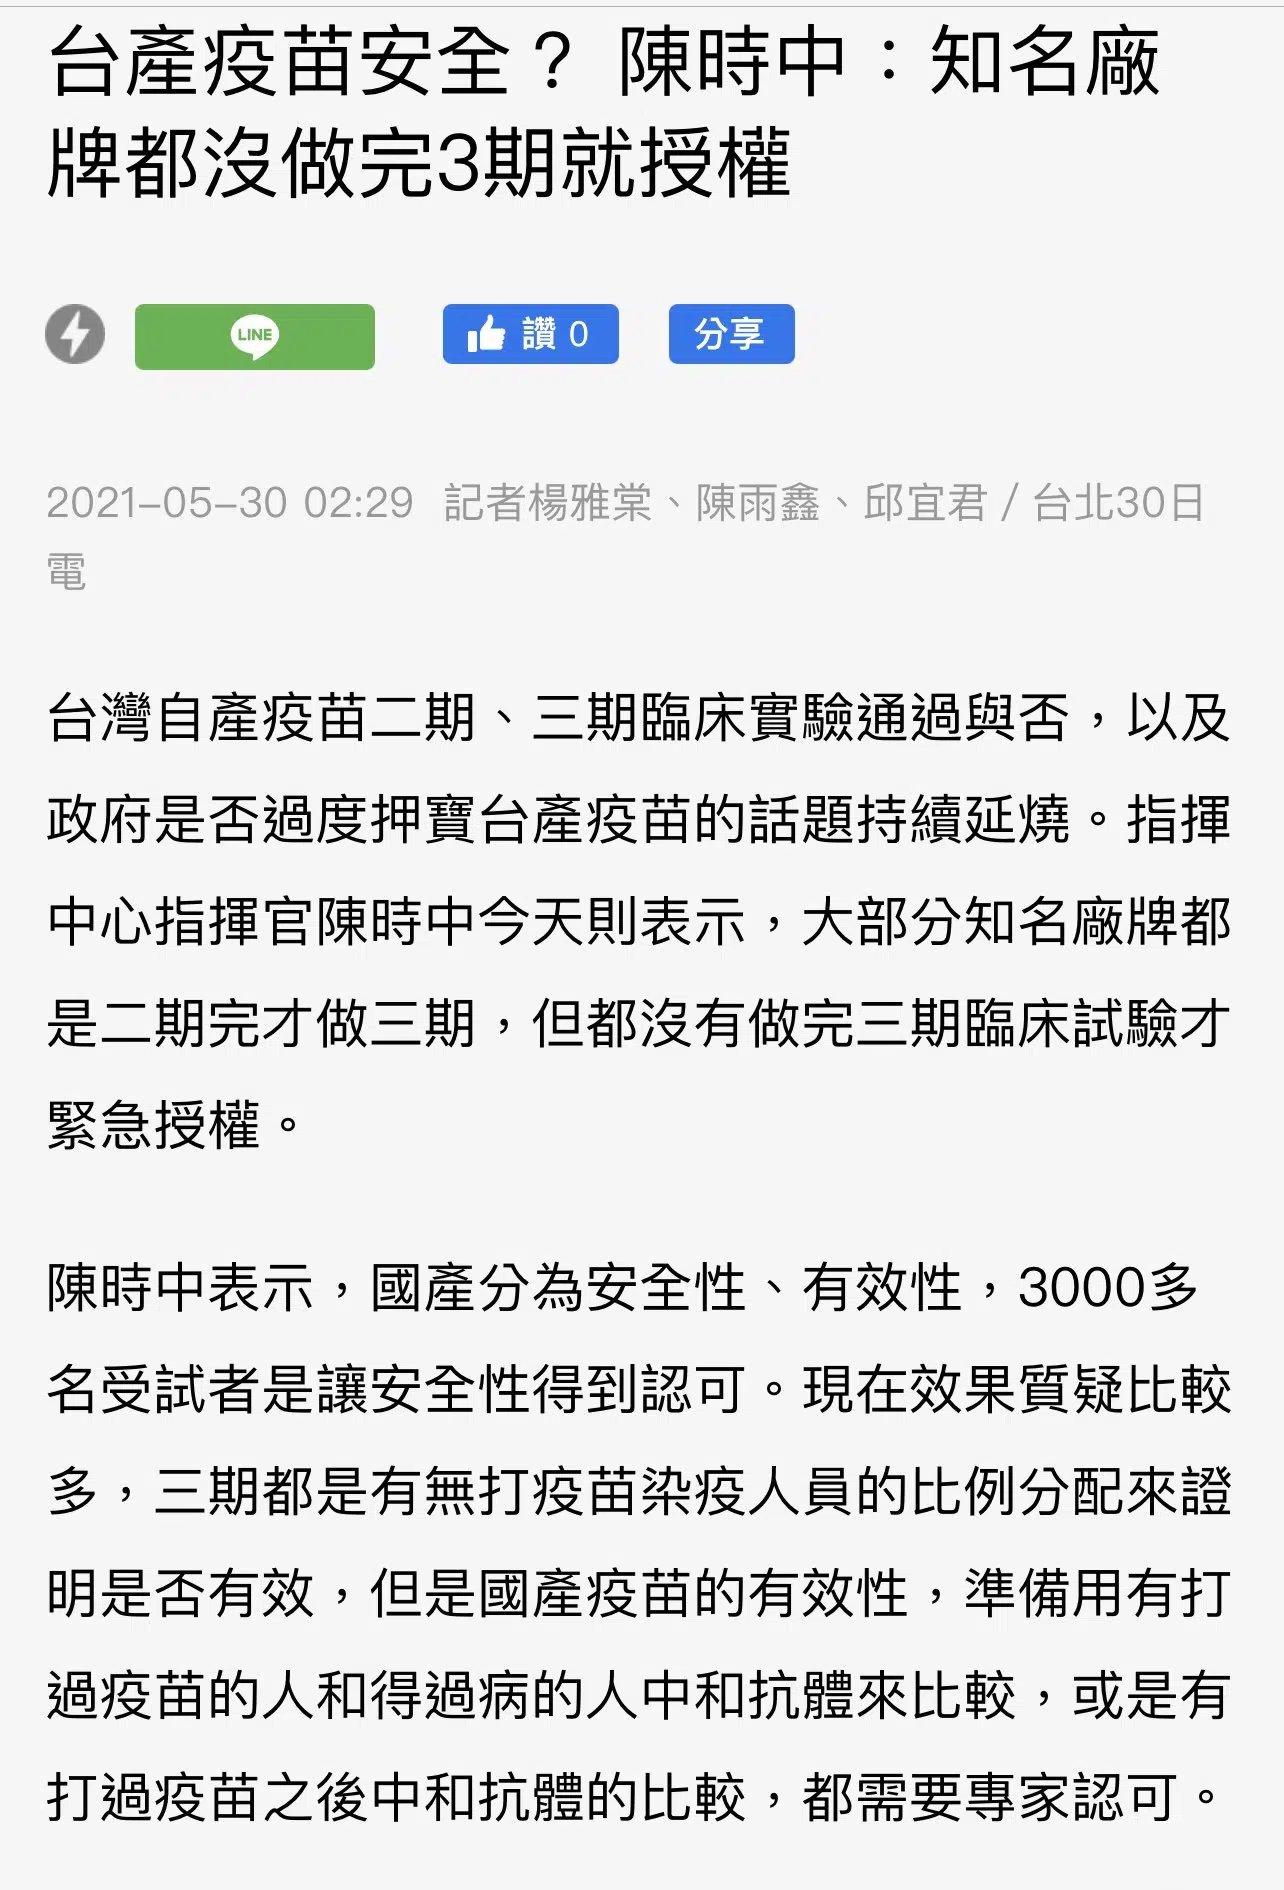 台產疫苗安全？ 陳時中：知名廠
牌都沒做完3期就授權
LINE
讚 0
分享
2021-05-30 02:29 記者楊雅棠、陳雨鑫、邱宜君／台北30日
電
台灣自產疫苗二期、三期臨床實驗通過與否，以及
政府是否過度押寶台產疫苗的話題持續延燒。指揮
中心指揮官陳時中今天則表示，大部分知名廠牌都
是二期完才做三期，但都沒有做完三期臨床試驗才
緊急授權。
陳時中表示，國產分為安全性、有效性，3000多
名受試者是讓安全性得到認可。現在效果質疑比較
多，三期都是有無打疫苗染疫人員的比例分配來證
明是否有效，但是國產疫苗的有效性，準備用有打
過疫苗的人和得過病的人中和抗體來比較，或是有
打過疫苗之後中和抗體的比較，都需要專家認可。